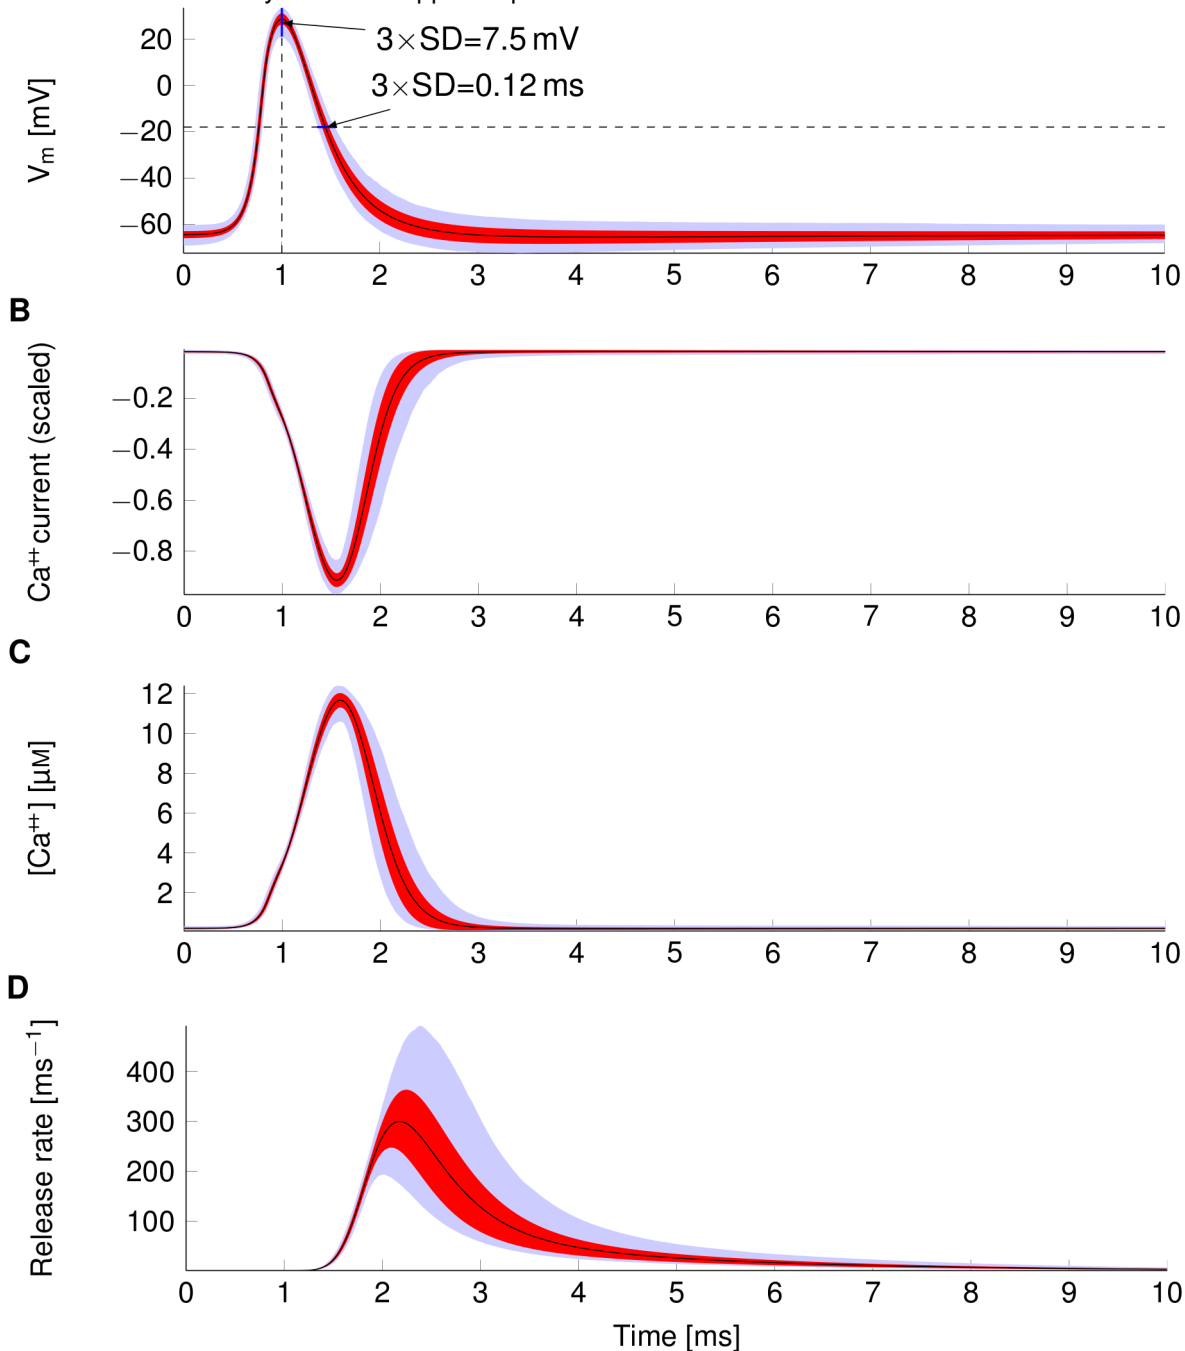 3×SD=7.5 mV
3×SD=0.12 ms
Vm [mV]
20
0
−20
−40
−60
0 1 2 3 4 5 6 7 8 9 10
B
Ca⁺⁺ current (scaled)
−0.2
−0.4
−0.6
−0.8
0 1 2 3 4 5 6 7 8 9 10
C
[Ca⁺⁺] [µM]
12
10
8
6
4
2
0 1 2 3 4 5 6 7 8 9 10
D
Release rate [ms⁻¹]
400
300
200
100
0 1 2 3 4 5 6 7 8 9 10
Time [ms]